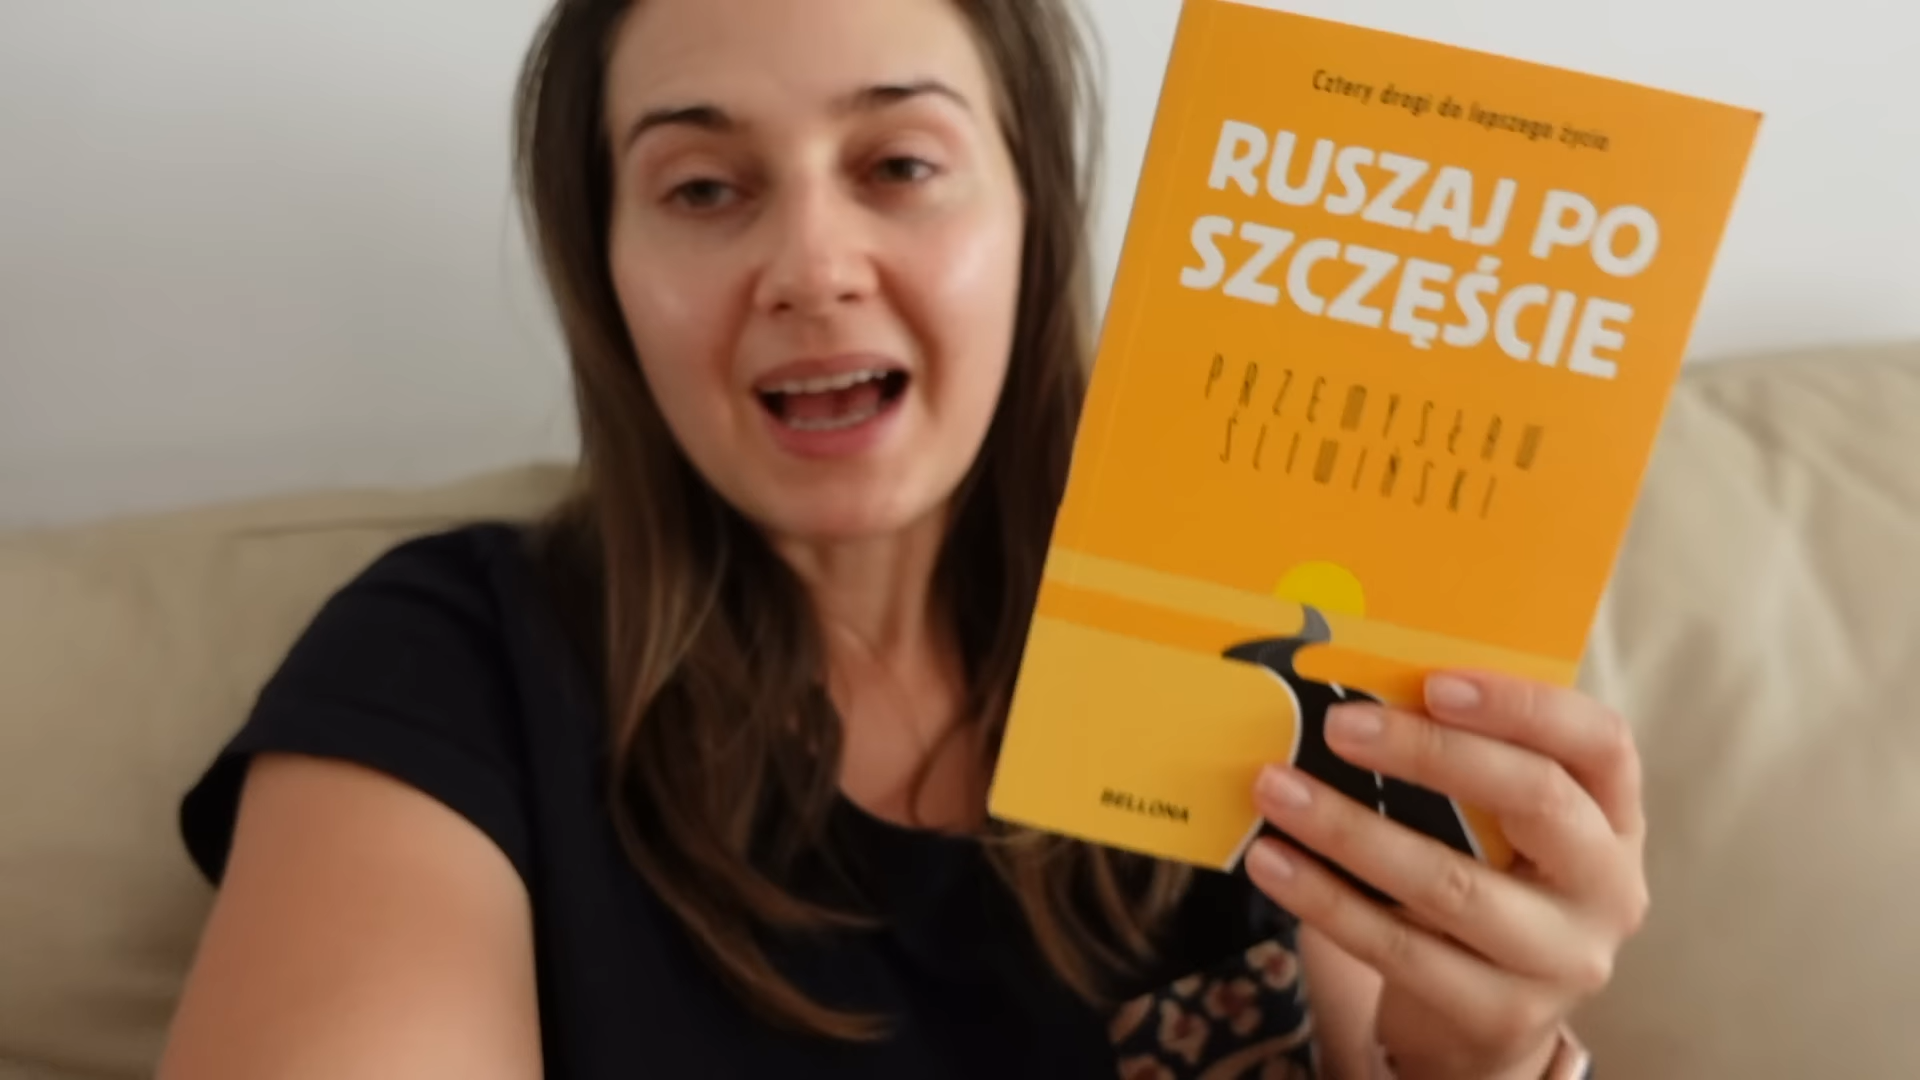 Cztery drogi do lepszego życia
RUSZAJ PO
SZCZĘŚCIE
PRZEMYSŁAW
ŚLIWIŃSKI
BELLONA